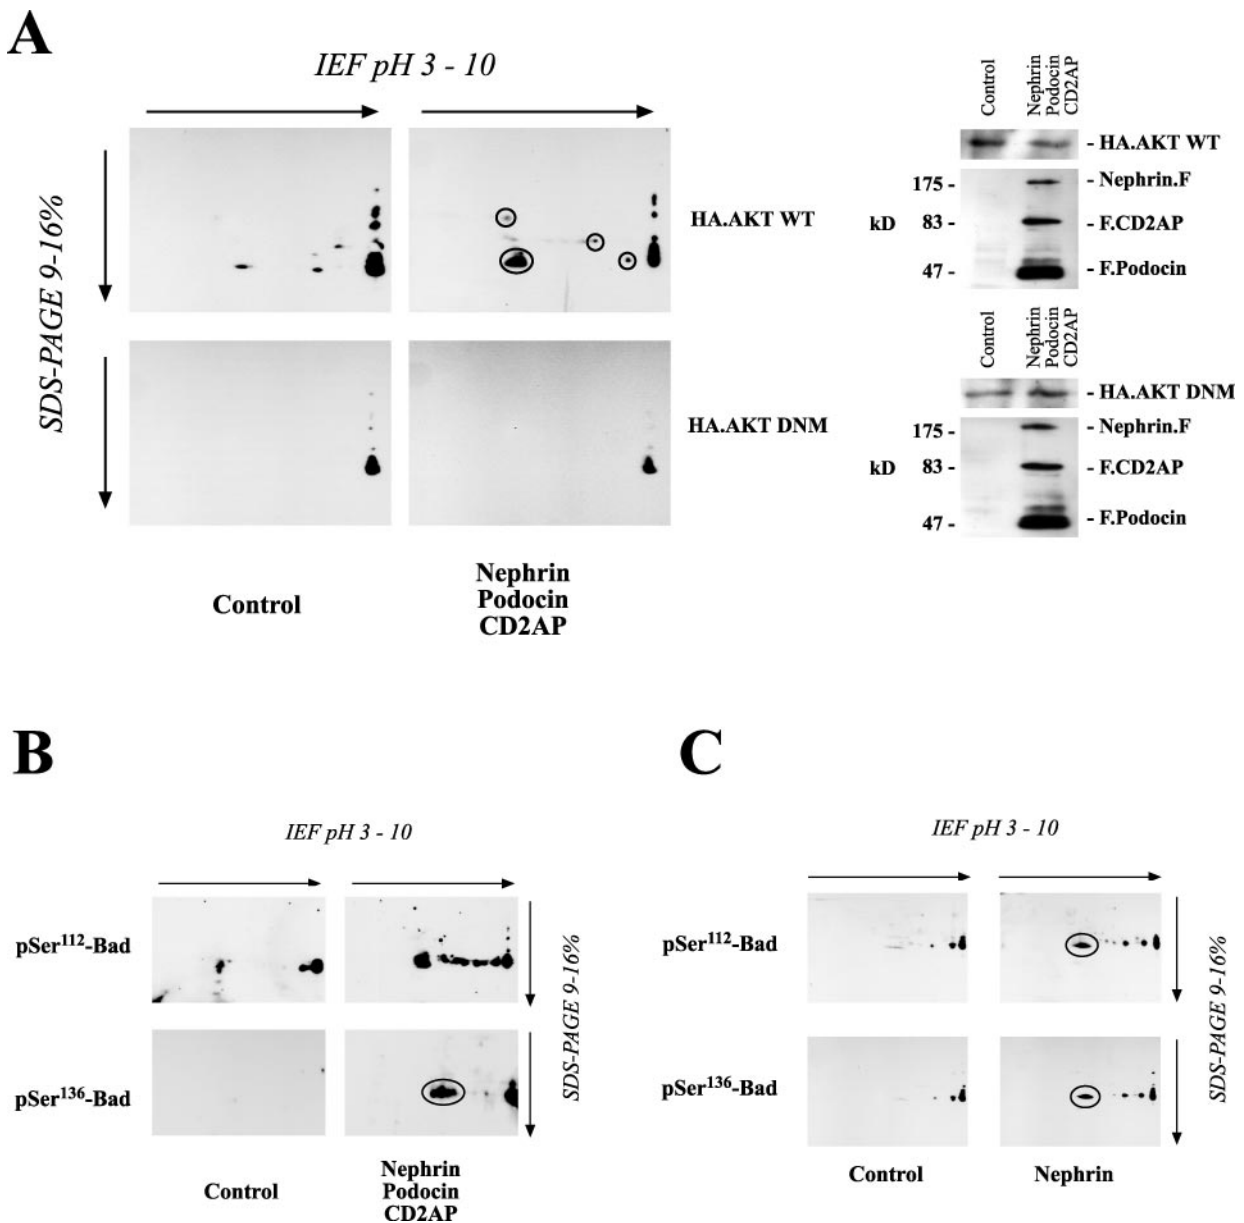 A
IEF pH 3 - 10
SDS-PAGE 9-16%
HA.AKT WT
HA.AKT DNM
Control
Nephrin
Podocin
CD2AP
Control
Nephrin
Podocin
CD2AP
- HA.AKT WT
175 -
- Nephrin.F
kD
83 -
- F.CD2AP
47 -
- F.Podocin
Control
Nephrin
Podocin
CD2AP
- HA.AKT DNM
175 -
- Nephrin.F
kD
83 -
- F.CD2AP
47 -
- F.Podocin
B
IEF pH 3 - 10
pSer¹¹²-Bad
pSer¹³⁶-Bad
SDS-PAGE 9-16%
Control
Nephrin
Podocin
CD2AP
C
IEF pH 3 - 10
pSer¹¹²-Bad
pSer¹³⁶-Bad
SDS-PAGE 9-16%
Control
Nephrin